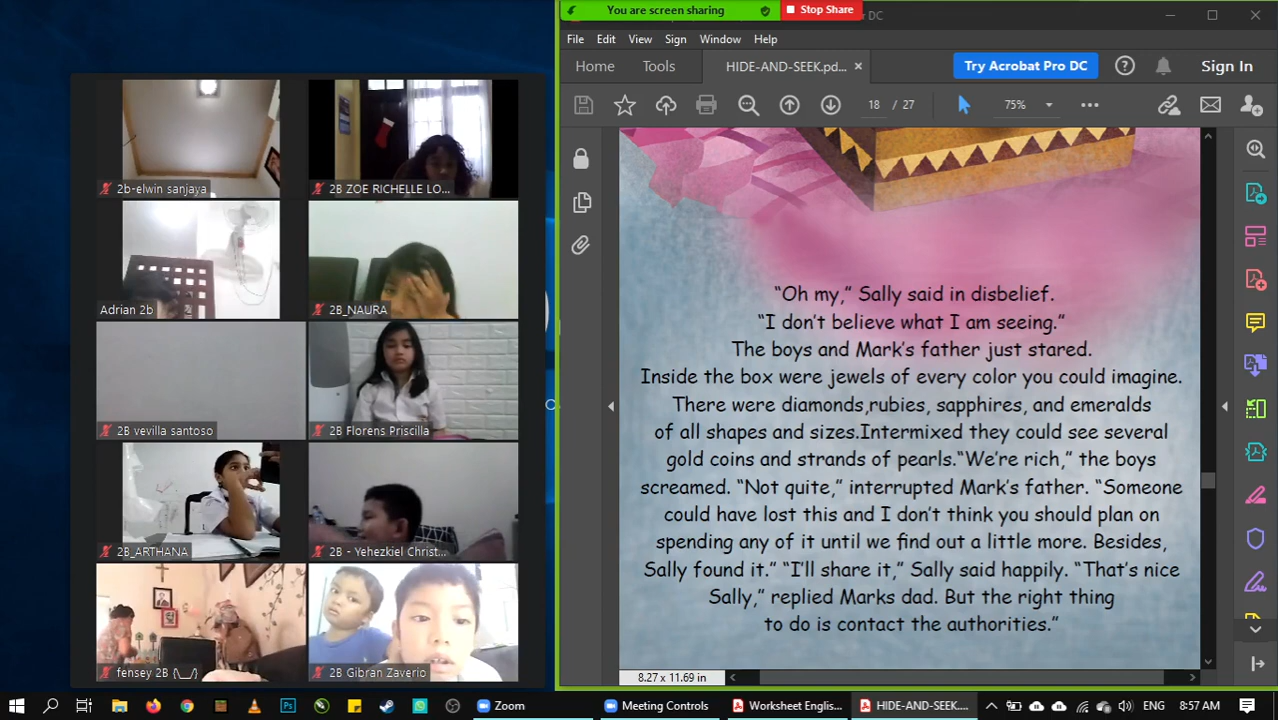 You are screen sharing
Stop Share
DC
File Edit View Sign Window Help
Home Tools HIDE-AND-SEEK.pd... × Try Acrobat Pro DC Sign In
18 / 27 75%
2b-elwin sanjaya
2B ZOE RICHELLE LO...
Adrian 2b
2B_NAURA
2B vevilla santoso
2B Florens Priscilla
2B_ARTHANA
2B - Yehezkiel Christ...
fensey 2B {\__/}
2B Gibran Zaverio
“Oh my,” Sally said in disbelief.
“I don’t believe what I am seeing.”
The boys and Mark’s father just stared.
Inside the box were jewels of every color you could imagine.
There were diamonds,rubies, sapphires, and emeralds
of all shapes and sizes.Intermixed they could see several
gold coins and strands of pearls.“We’re rich,” the boys
screamed. “Not quite,” interrupted Mark’s father. “Someone
could have lost this and I don’t think you should plan on
spending any of it until we find out a little more. Besides,
Sally found it.” “I’ll share it,” Sally said happily. “That’s nice
Sally,” replied Marks dad. But the right thing
to do is contact the authorities.”
8.27 x 11.69 in
Zoom Meeting Controls Worksheet Englis... HIDE-AND-SEEK.... 8:57 AM